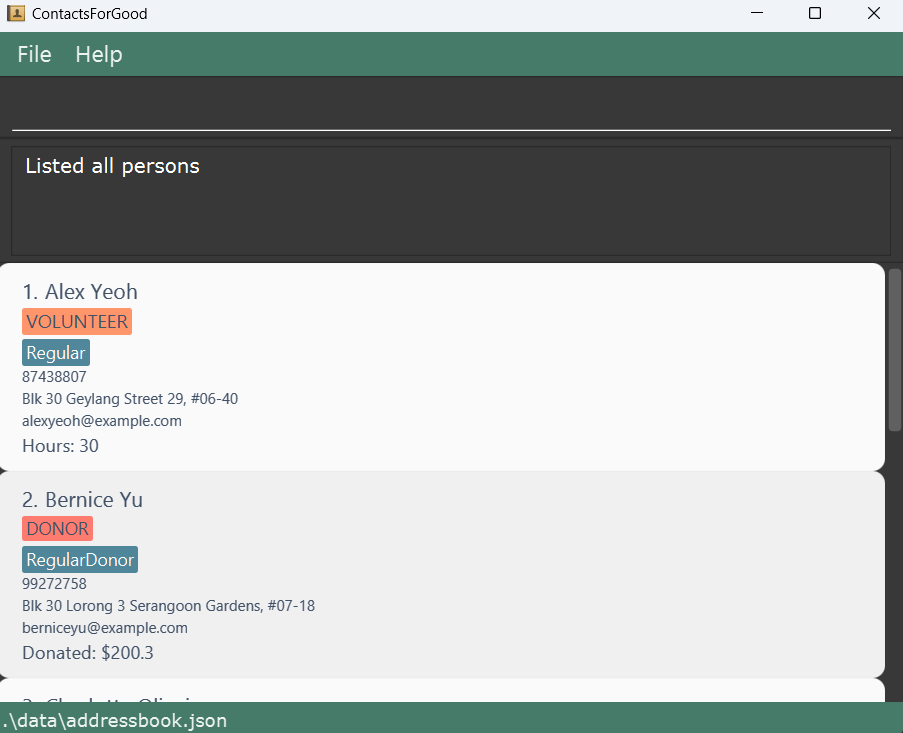 ContactsForGood
File Help
Listed all persons
1. Alex Yeoh
VOLUNTEER
Regular
87438807
Blk 30 Geylang Street 29, #06-40
alexyeoh@example.com
Hours: 30
2. Bernice Yu
DONOR
RegularDonor
99272758
Blk 30 Lorong 3 Serangoon Gardens, #07-18
berniceyu@example.com
Donated: $200.3
.\data\addressbook.json